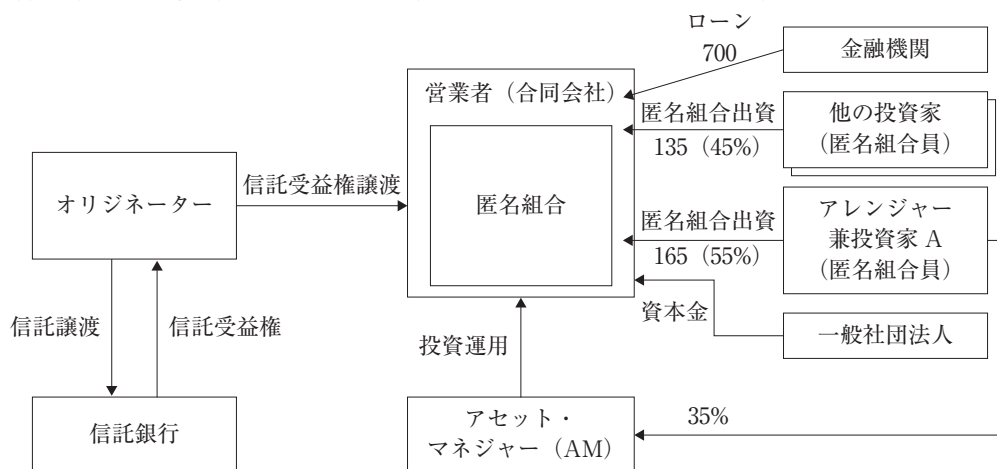 ローン
700
金融機関
営業者（合同会社）
匿名組合出資
135（45%）
他の投資家
（匿名組合員）
オリジネーター
信託受益権譲渡
匿名組合
匿名組合出資
165（55%）
アレンジャー
兼投資家 A
（匿名組合員）
信託譲渡
信託受益権
投資運用
資本金
一般社団法人
信託銀行
アセット・
マネジャー（AM）
35%